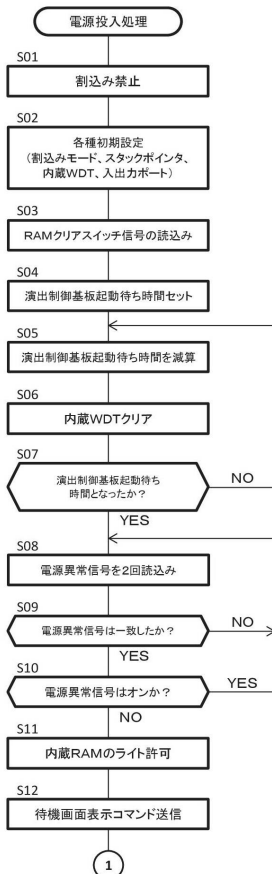 電源投入処理
S01
割込み禁止
S02
各種初期設定
(割込みモード、スタックポインタ、
内蔵WDT、入出力ポート)
S03
RAMクリアスイッチ信号の読込み
S04
演出制御基板起動待ち時間セット
S05
演出制御基板起動待ち時間を減算
S06
内蔵WDTクリア
S07
演出制御基板起動待ち
時間となったか?
NO
YES
S08
電源異常信号を2回読込み
S09
電源異常信号は一致したか?
NO
YES
S10
電源異常信号はオンか?
YES
NO
S11
内蔵RAMのライト許可
S12
待機画面表示コマンド送信
1